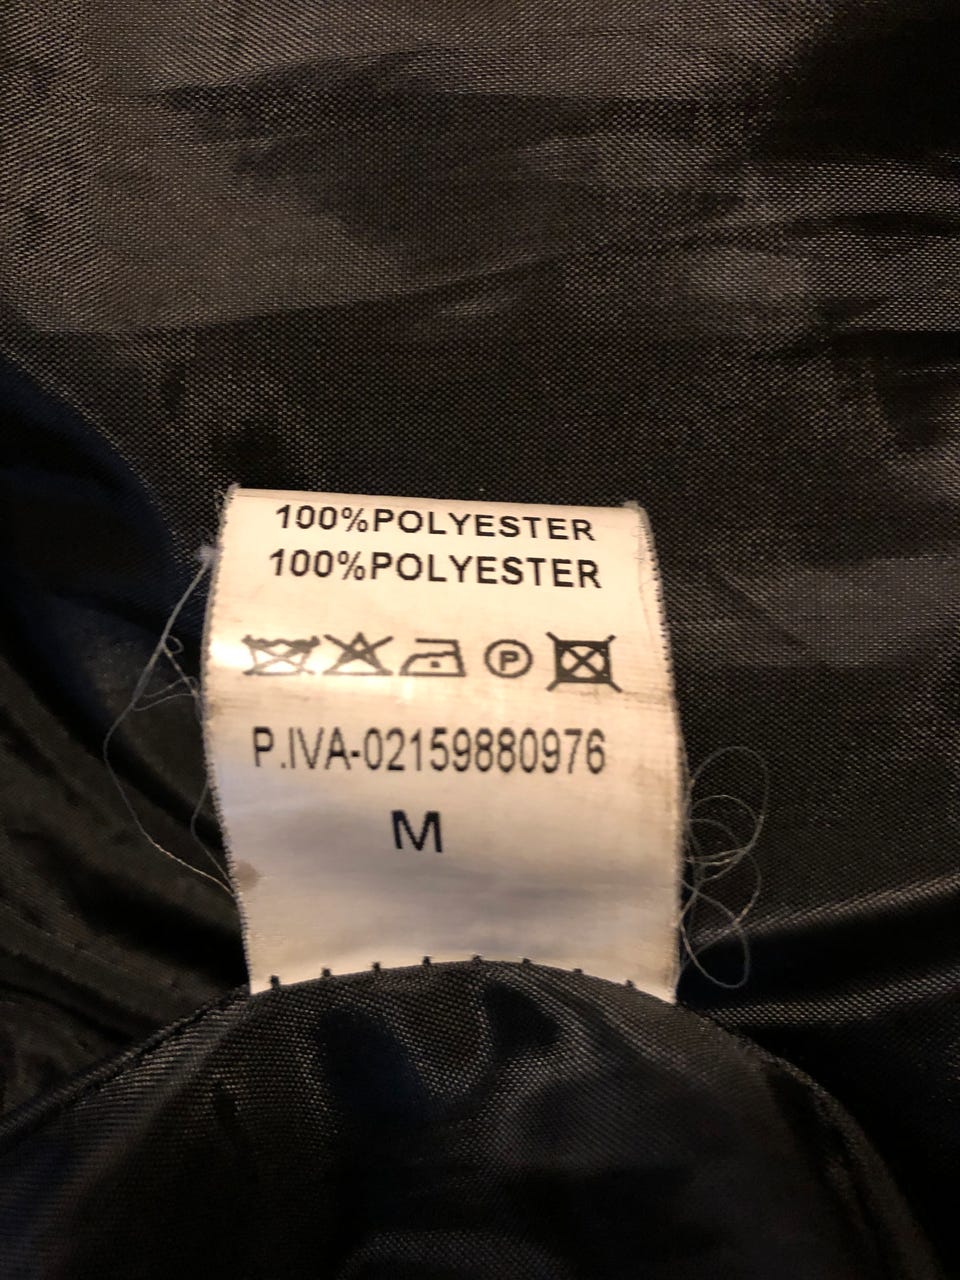 100%POLYESTER
100%POLYESTER
P
P.IVA-02159880976
M